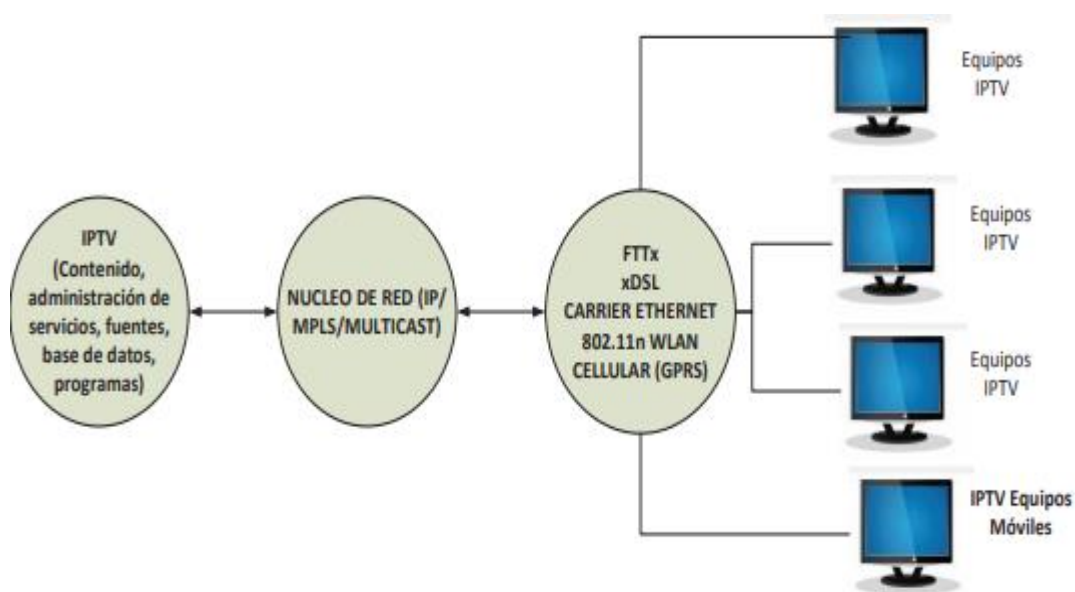 IPTV
(Contenido,
administración de
servicios, fuentes,
base de datos,
programas)
NUCLEO DE RED (IP/
MPLS/MULTICAST)
FTTx
xDSL
CARRIER ETHERNET
802.11n WLAN
CELLULAR (GPRS)
Equipos
IPTV
Equipos
IPTV
Equipos
IPTV
IPTV Equipos
Móviles